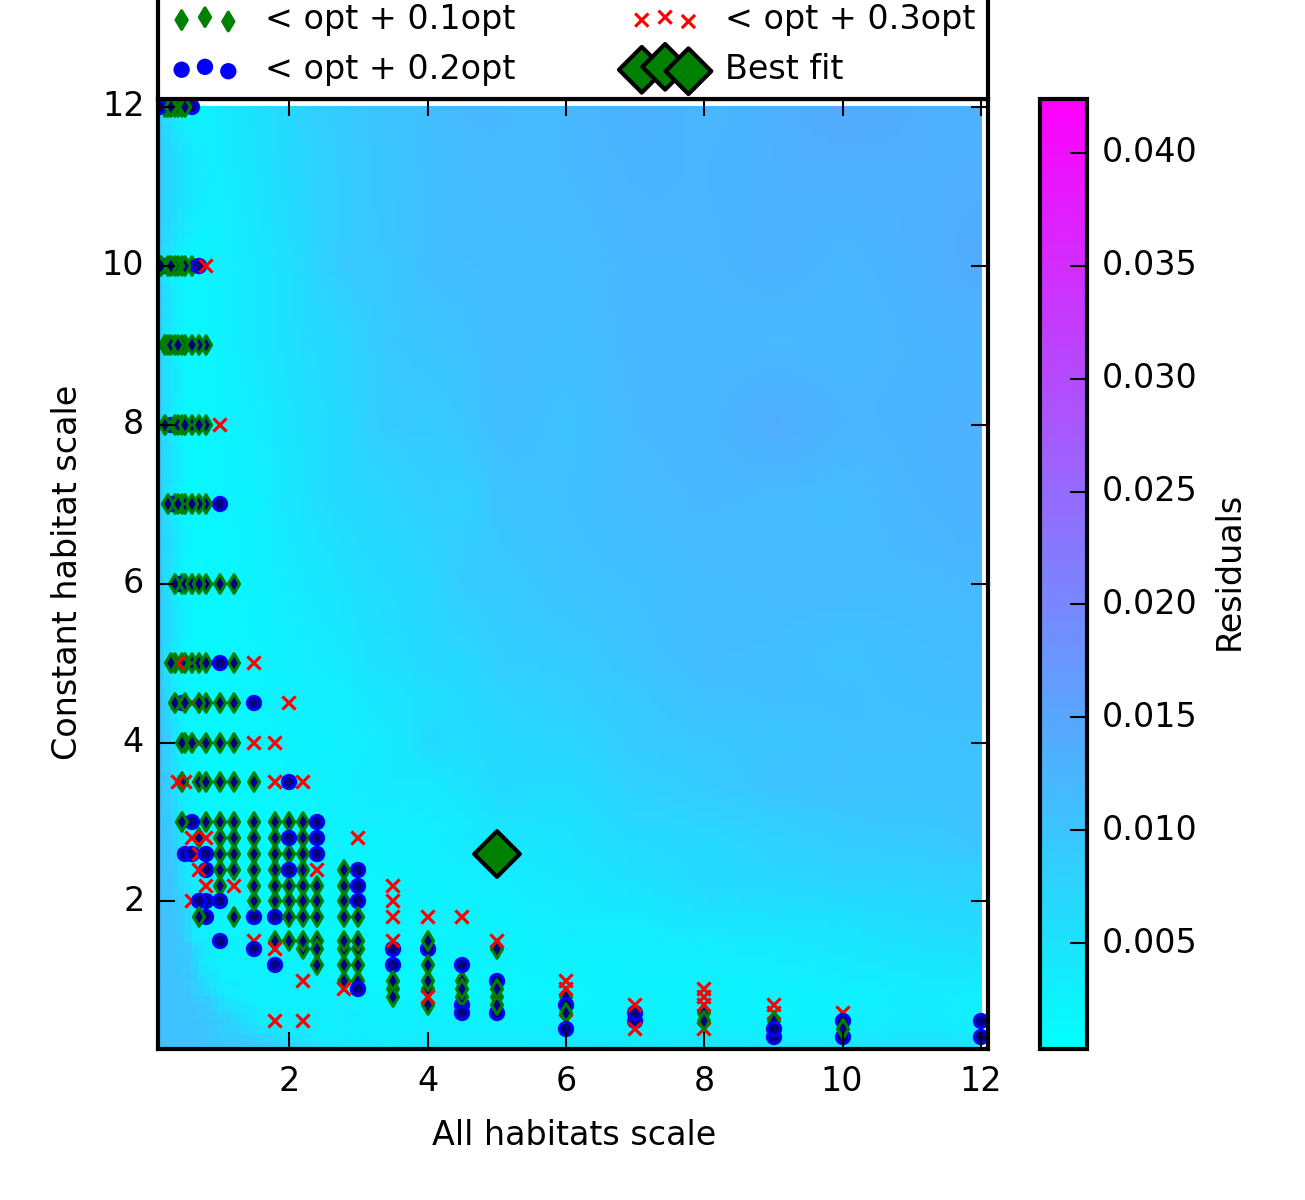 < opt + 0.1opt < opt + 0.3opt
< opt + 0.2opt Best fit
12
10
8
6
4
2
Constant habitat scale
2 4 6 8 10 12
All habitats scale
0.040
0.035
0.030
0.025
0.020
0.015
0.010
0.005
Residuals